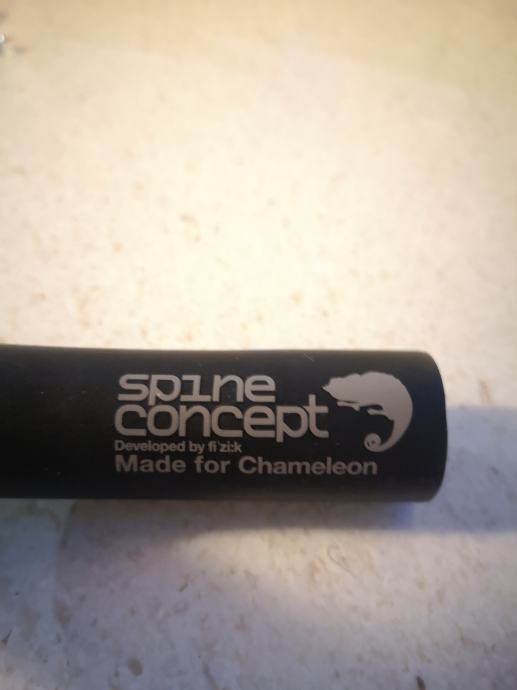 spine
concept
Developed by fi'zi:k
Made for Chameleon